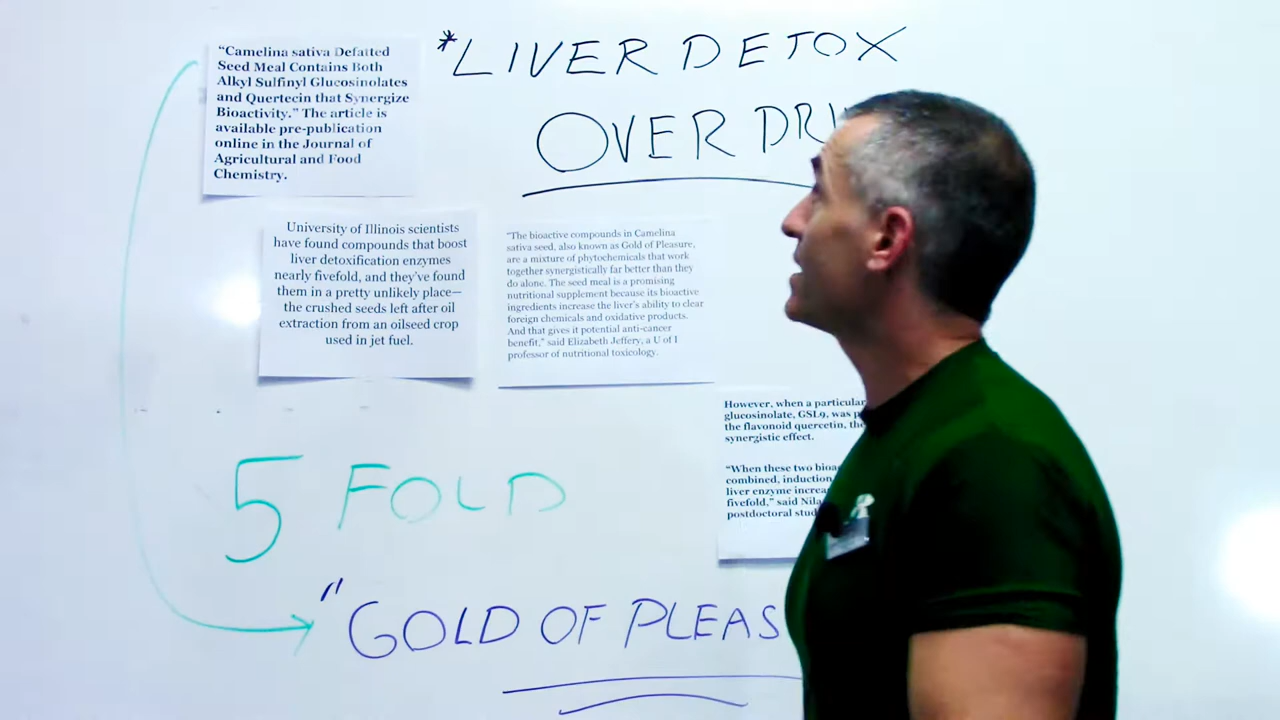 *LIVER DETOX
OVER
"Camelina sativa Defatted
Seed Meal Contains Both
Alkyl Sulfinyl Glucosinolates
and Quertecin that Synergize
Bioactivity." The article is
available pre-publication
online in the Journal of
Agricultural and Food
Chemistry.
University of Illinois scientists
have found compounds that boost
liver detoxification enzymes
nearly fivefold, and they've found
them in a pretty unlikely place—
the crushed seeds left after oil
extraction from an oilseed crop
used in jet fuel.
"The bioactive compounds in Camelina
sativa seed, also known as Gold of Pleasure,
are a mixture of phytochemicals that work
together synergistically far better than they
do alone. The seed meal is a promising
nutritional supplement because its bioactive
ingredients increase the liver's ability to clear
foreign chemicals and oxidative products.
And that gives it potential anti-cancer
benefit," said Elizabeth Jeffery, a U of I
professor of nutritional toxicology.
However, when a particular
glucosinolate, GSL9, was
the flavonoid quercetin,
synergistic effect.
"When these two
combined, induction
liver enzyme
fivefold," said
postdoctoral
5 FOLD
"GOLD OF PLEAS